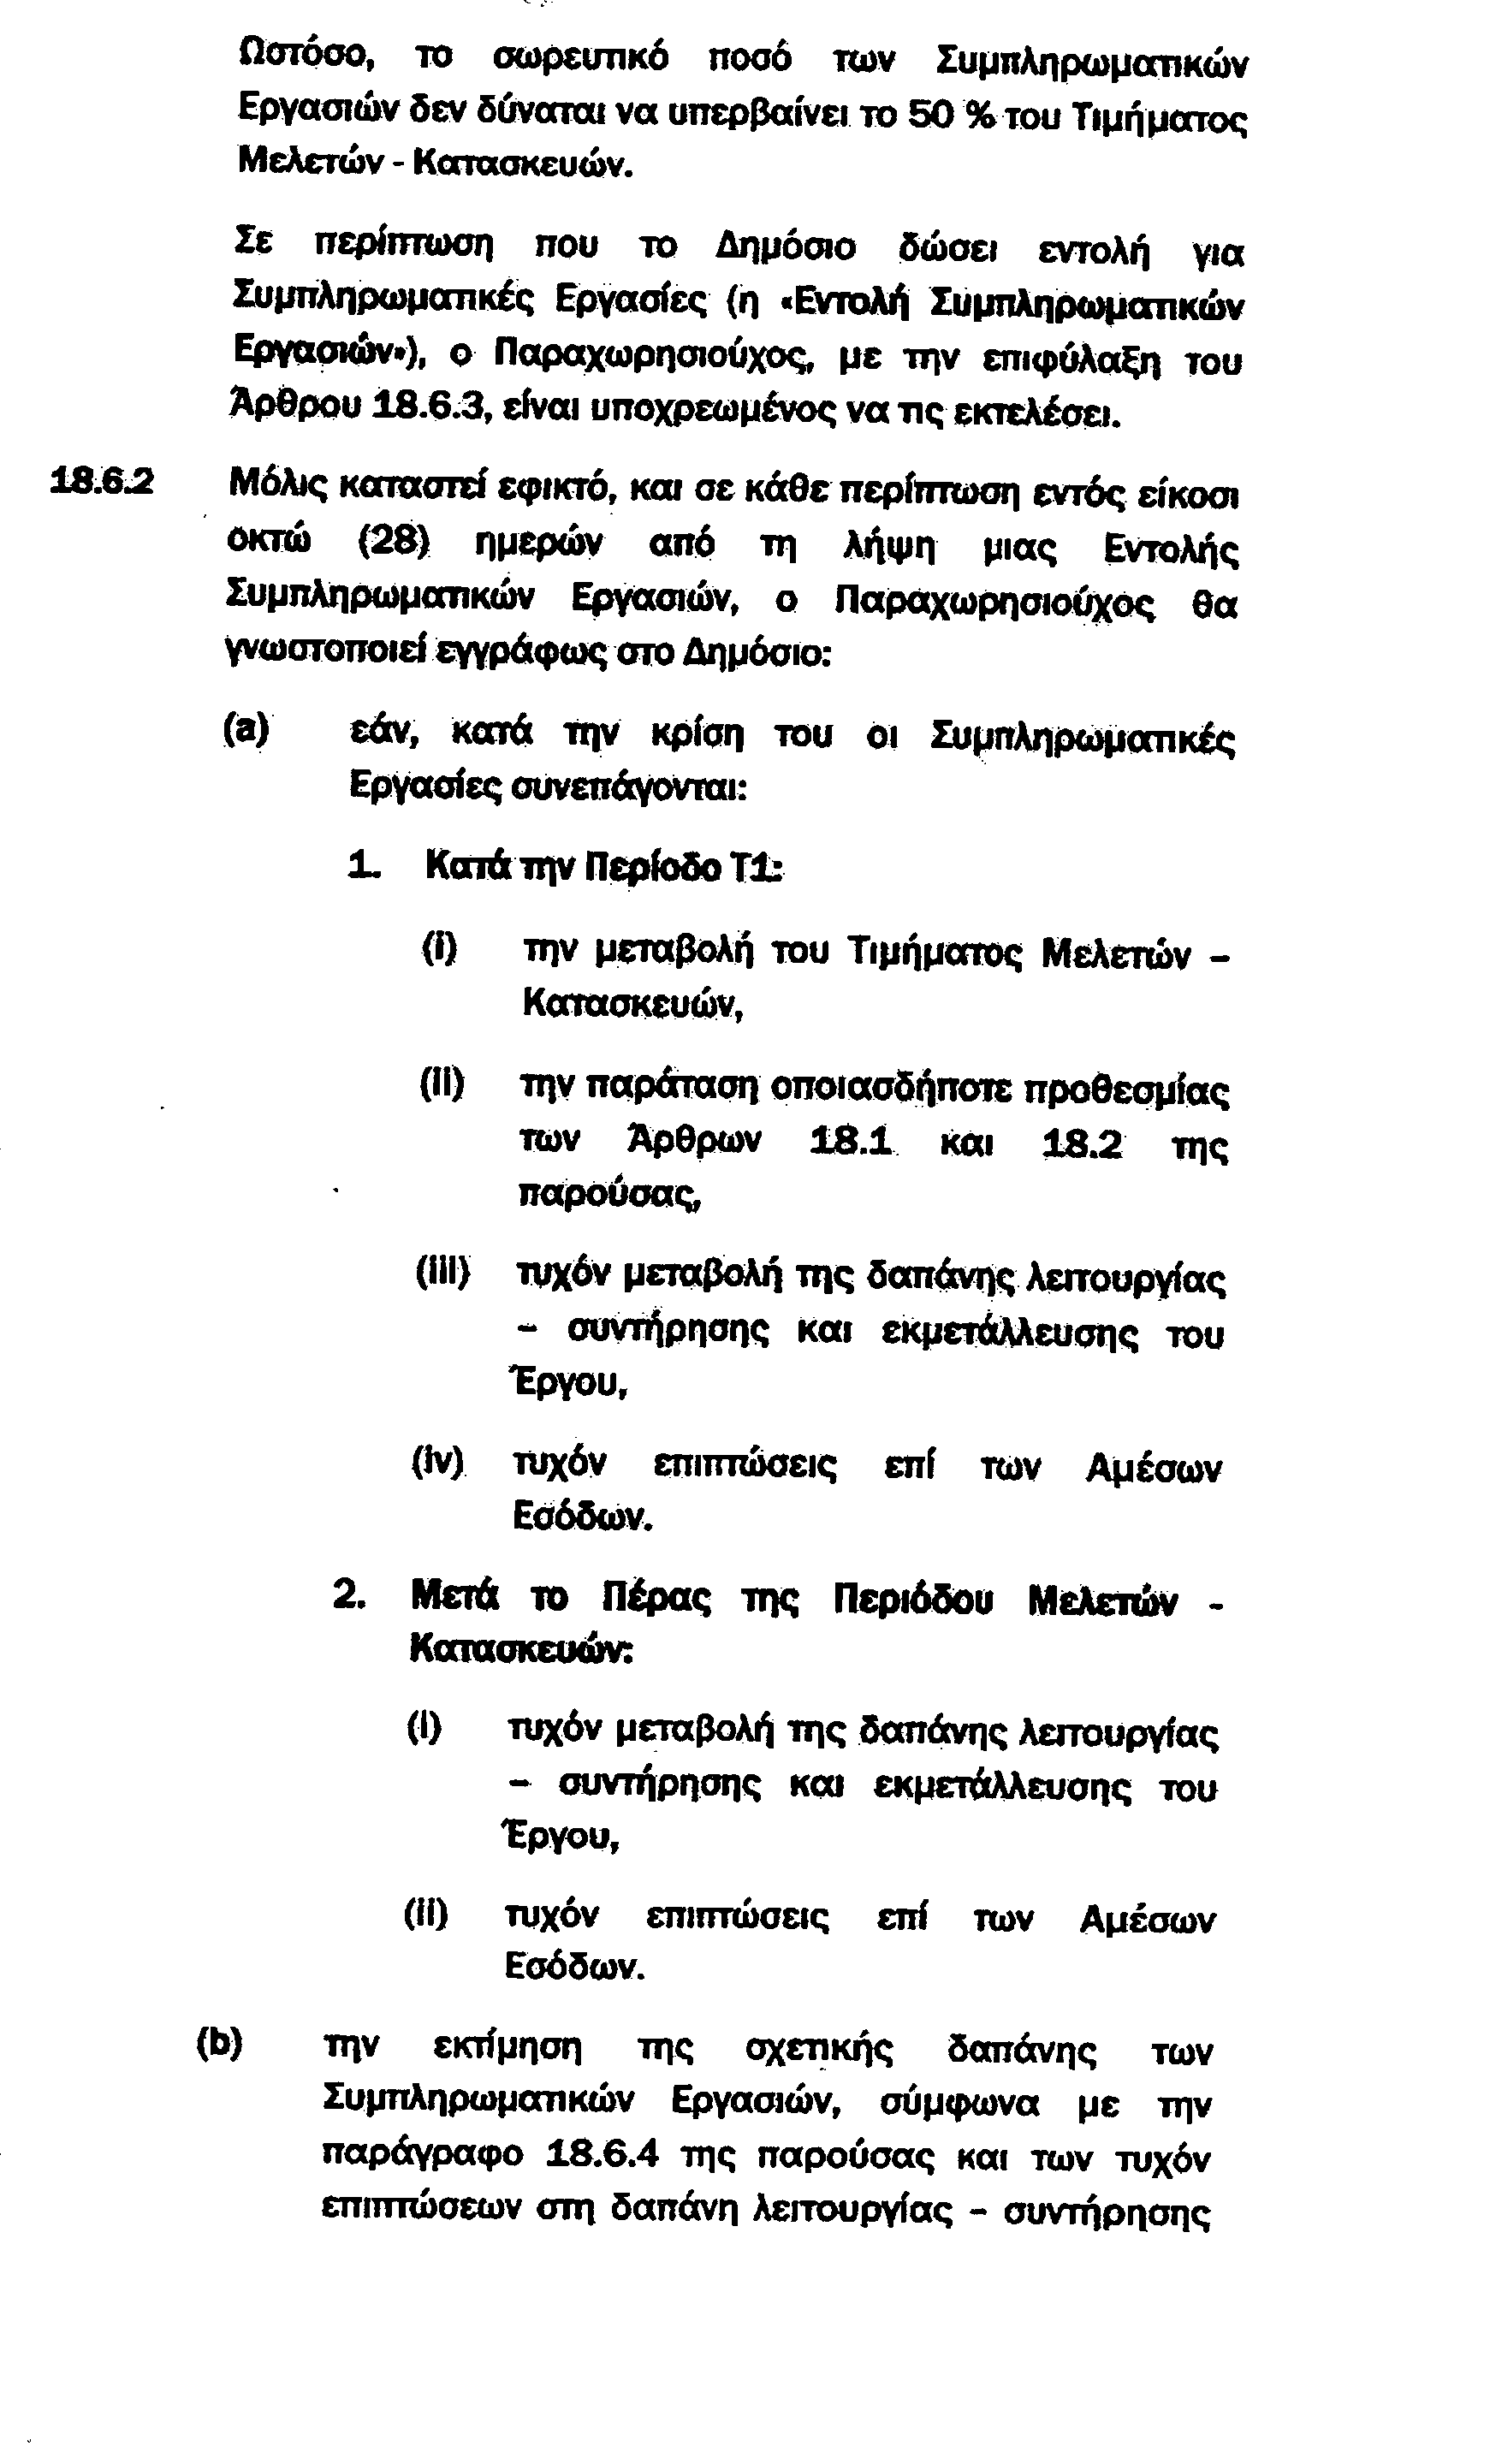 Ωστόσο, το σωρευτικό ποσό των Συμπληρωματικών
Εργασιών δεν δύναται να υπερβαίνει το 50 % του Τιμήματος
Μελετών - Κατασκευών.
Σε περίπτωση που το Δημόσιο δώσει εντολή για
Συμπληρωματικές Εργασίες (η «Εντολή Συμπληρωματικών
Εργασιών»), ο Παραχωρησιούχος, με την επιφύλαξη του
Άρθρου 18.6.3, είναι υποχρεωμένος να τις εκτελέσει.
18.6.2 Μόλις καταστεί εφικτό, και σε κάθε περίπτωση εντός είκοσι
οκτώ (28) ημερών από τη λήψη μιας Εντολής
Συμπληρωματικών Εργασιών, ο Παραχωρησιούχος θα
γνωστοποιεί εγγράφως στο Δημόσιο:
(a) εάν, κατά την κρίση του οι Συμπληρωματικές
Εργασίες συνεπάγονται:
1. Κατά την Περίοδο Τ1:
(i) την μεταβολή του Τιμήματος Μελετών –
Κατασκευών,
(ii) την παράταση οποιασδήποτε προθεσμίας
των Άρθρων 18.1 και 18.2 της
παρούσας,
(iii) τυχόν μεταβολή της δαπάνης λειτουργίας
– συντήρησης και εκμετάλλευσης του
Έργου,
(iv) τυχόν επιπτώσεις επί των Αμέσων
Εσόδων.
2. Μετά το Πέρας της Περιόδου Μελετών -
Κατασκευών:
(i) τυχόν μεταβολή της δαπάνης λειτουργίας
– συντήρησης και εκμετάλλευσης του
Έργου,
(ii) τυχόν επιπτώσεις επί των Αμέσων
Εσόδων.
(b) την εκτίμηση της σχετικής δαπάνης των
Συμπληρωματικών Εργασιών, σύμφωνα με την
παράγραφο 18.6.4 της παρούσας και των τυχόν
επιπτώσεων στη δαπάνη λειτουργίας – συντήρησης